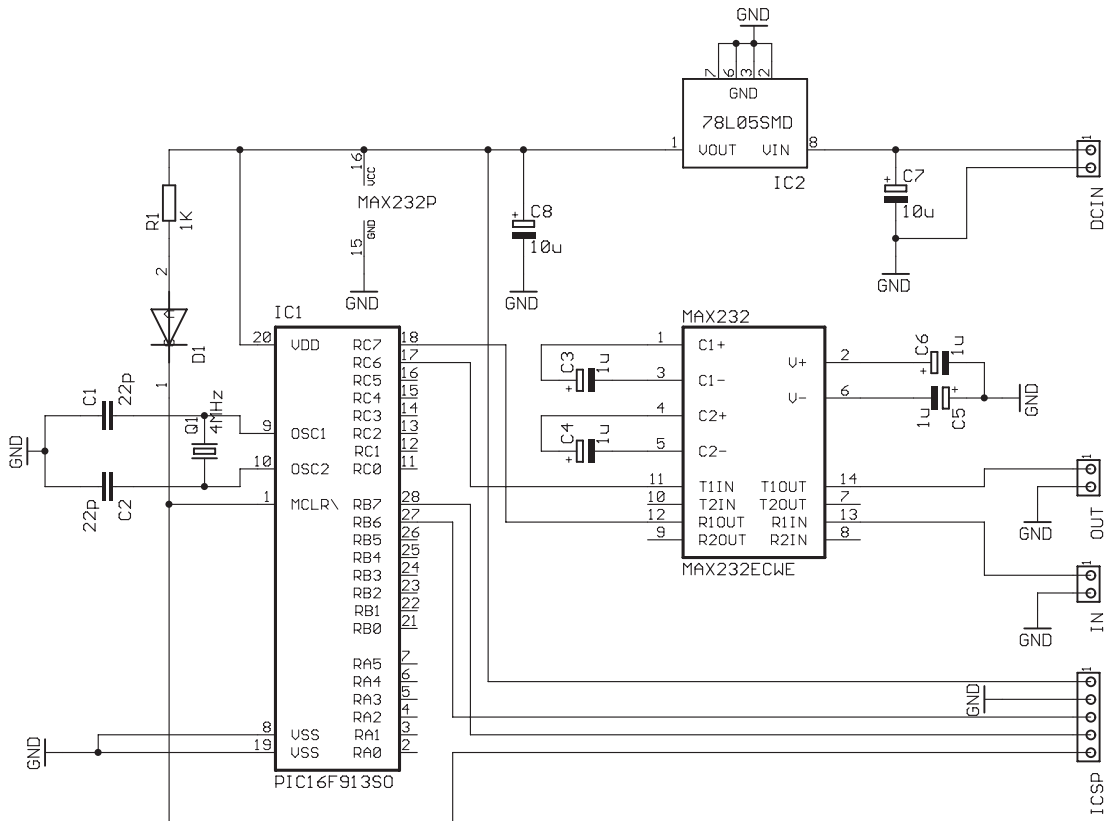 GND
7 6 3 2
GND
78L05SMD
1 VOUT VIN 8
IC2
1
DCIN
C7
+
10u
GND
16 VCC
MAX232P
GND
15
GND
C8
+
10u
GND
R1
1K
2
A
C
D1
1
IC1
20 VDD RC7 18
RC6 17
RC5 16
RC4 15
RC3 14
9 OSC1 RC2 13
RC1 12
10 OSC2 RC0 11
1 MCLR\ RB7 28
RB6 27
RB5 26
RB4 25
RB3 24
RB2 23
RB1 22
RB0 21
RA5 7
RA4 6
RA3 5
RA2 4
8 VSS RA1 3
19 VSS RA0 2
PIC16F913SO
C1
22p
Q1
4MHz
GND
22p
C2
GND
MAX232
1 C1+
V+ 2
3 C1-
V- 6
4 C2+
5 C2-
11 T1IN T1OUT 14
10 T2IN T2OUT 7
12 R1OUT R1IN 13
9 R2OUT R2IN 8
MAX232ECWE
C3
+
1u
C4
+
1u
C6
+
1u
1u
+
C5
GND
1
OUT
GND
1
IN
GND
1
GND
ICSP